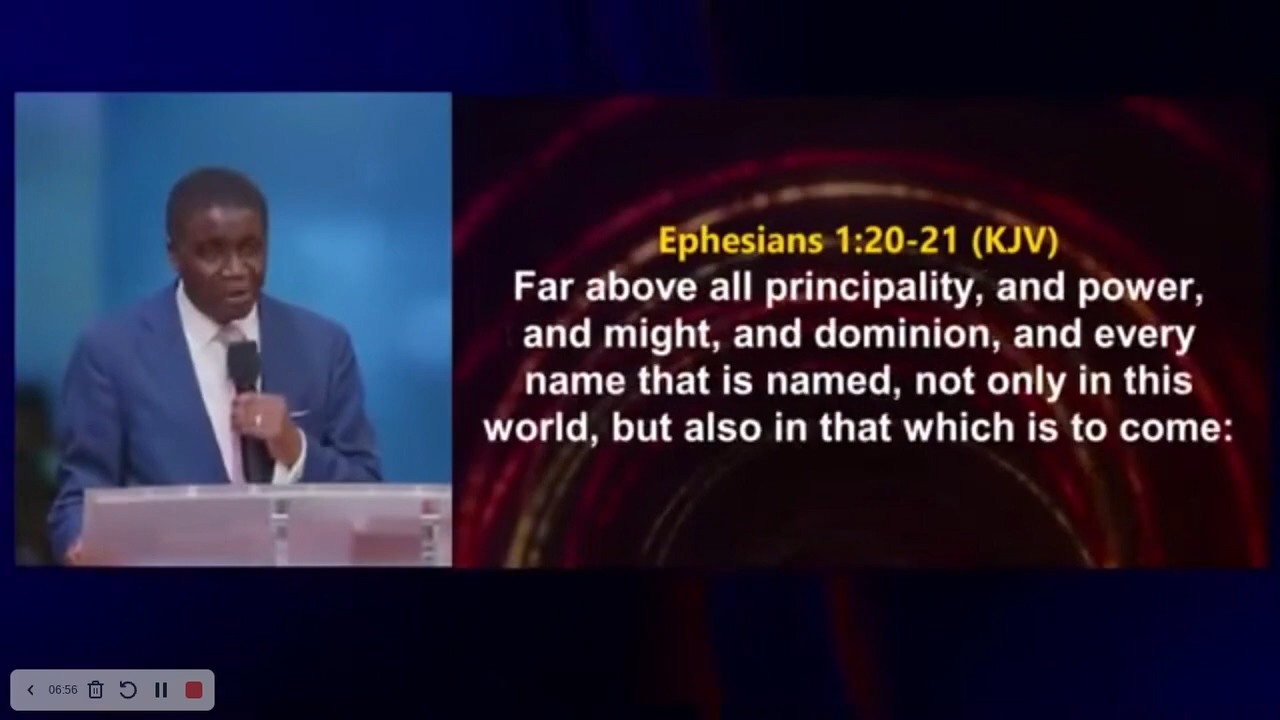 Ephesians 1:20-21 (KJV)
Far above all principality, and power,
and might, and dominion, and every
name that is named, not only in this
world, but also in that which is to come:
06:56